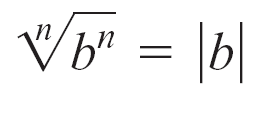 ⁿ√bⁿ = |b|